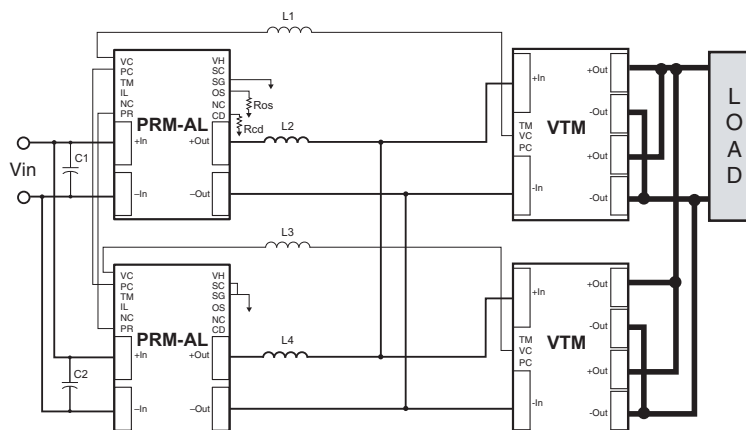 L1
PRM-AL
VC
PC
TM
IL
NC
PR
VH
SC
SG
OS
NC
CD
Ros
Rcd
+In
–In
+Out
–Out
L2
Vin
C1
VTM
+In
TM
VC
PC
-In
+Out
-Out
+Out
-Out
LOAD
L3
PRM-AL
VC
PC
TM
IL
NC
PR
VH
SC
SG
OS
NC
CD
+In
–In
+Out
–Out
L4
C2
VTM
+In
TM
VC
PC
-In
+Out
-Out
+Out
-Out